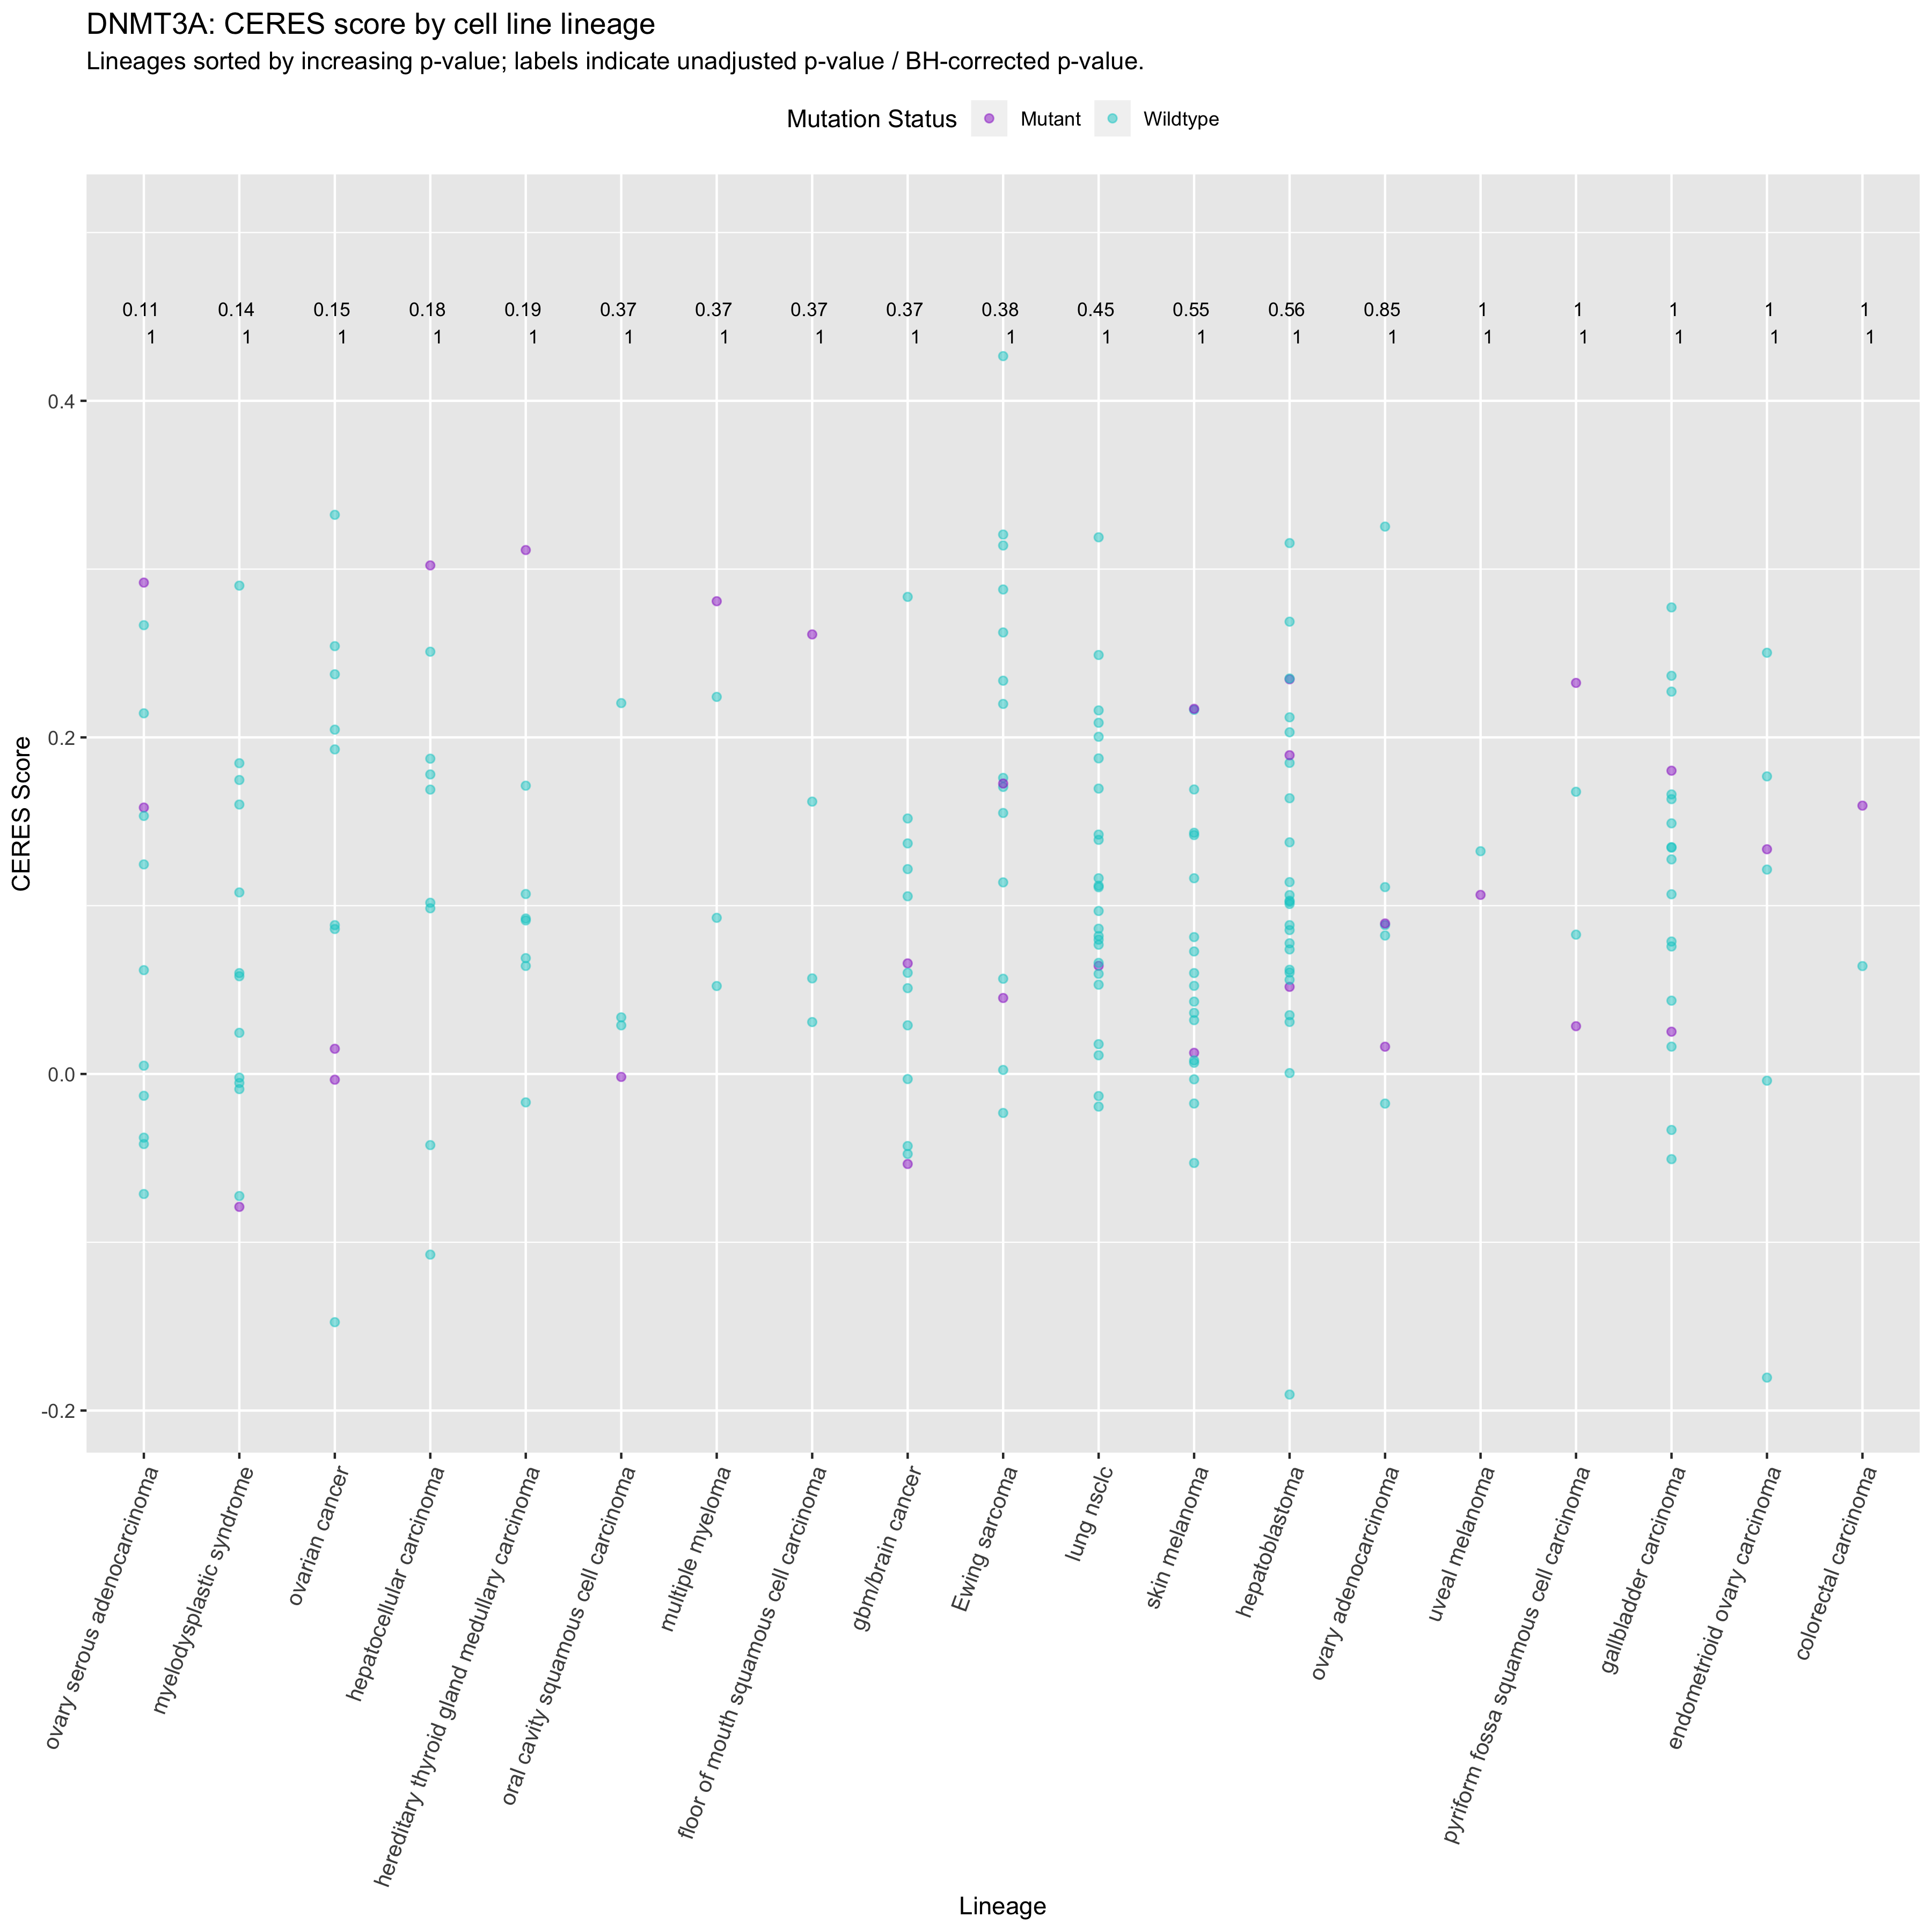 DNMT3A: CERES score by cell line lineage
Lineages sorted by increasing p-value; labels indicate unadjusted p-value / BH-corrected p-value.
Mutation Status Mutant Wildtype
0.11 0.14 0.15 0.18 0.19 0.37 0.37 0.37 0.37 0.38 0.45 0.55 0.56 0.85 1 1 1 1 1
1 1 1 1 1 1 1 1 1 1 1 1 1 1 1 1 1 1 1
0.4
0.2
0.0
-0.2
CERES Score
ovary serous adenocarcinoma
myelodysplastic syndrome
ovarian cancer
hepatocellular carcinoma
hereditary thyroid gland medullary carcinoma
oral cavity squamous cell carcinoma
multiple myeloma
floor of mouth squamous cell carcinoma
gbm/brain cancer
Ewing sarcoma
lung nsclc
skin melanoma
hepatoblastoma
ovary adenocarcinoma
uveal melanoma
pyriform fossa squamous cell carcinoma
gallbladder carcinoma
endometrioid ovary carcinoma
colorectal carcinoma
Lineage